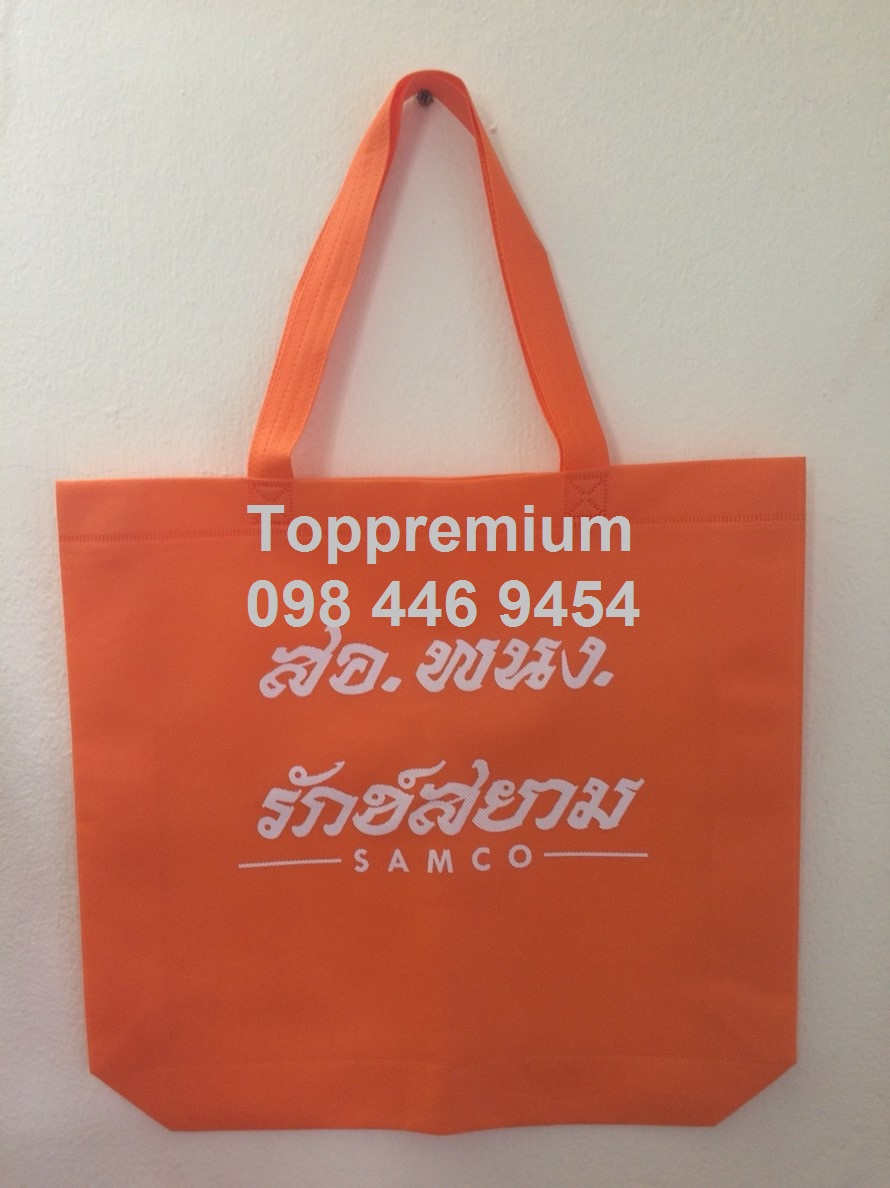 Toppremium
098 446 9454
สอ. พนง.
รักษ์สยาม
SAMCO